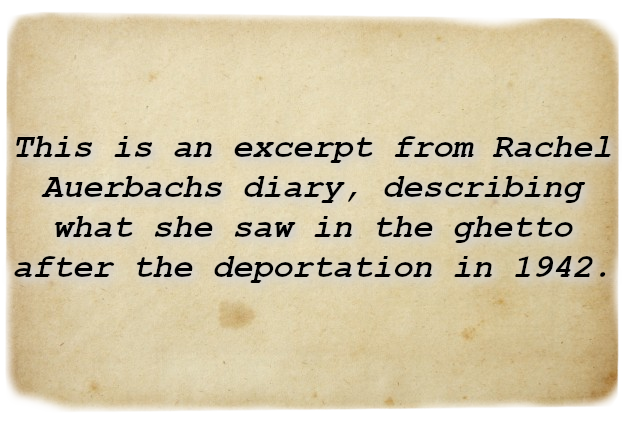 This is an excerpt from Rachel
Auerbachs diary, describing
what she saw in the ghetto
after the deportation in 1942.